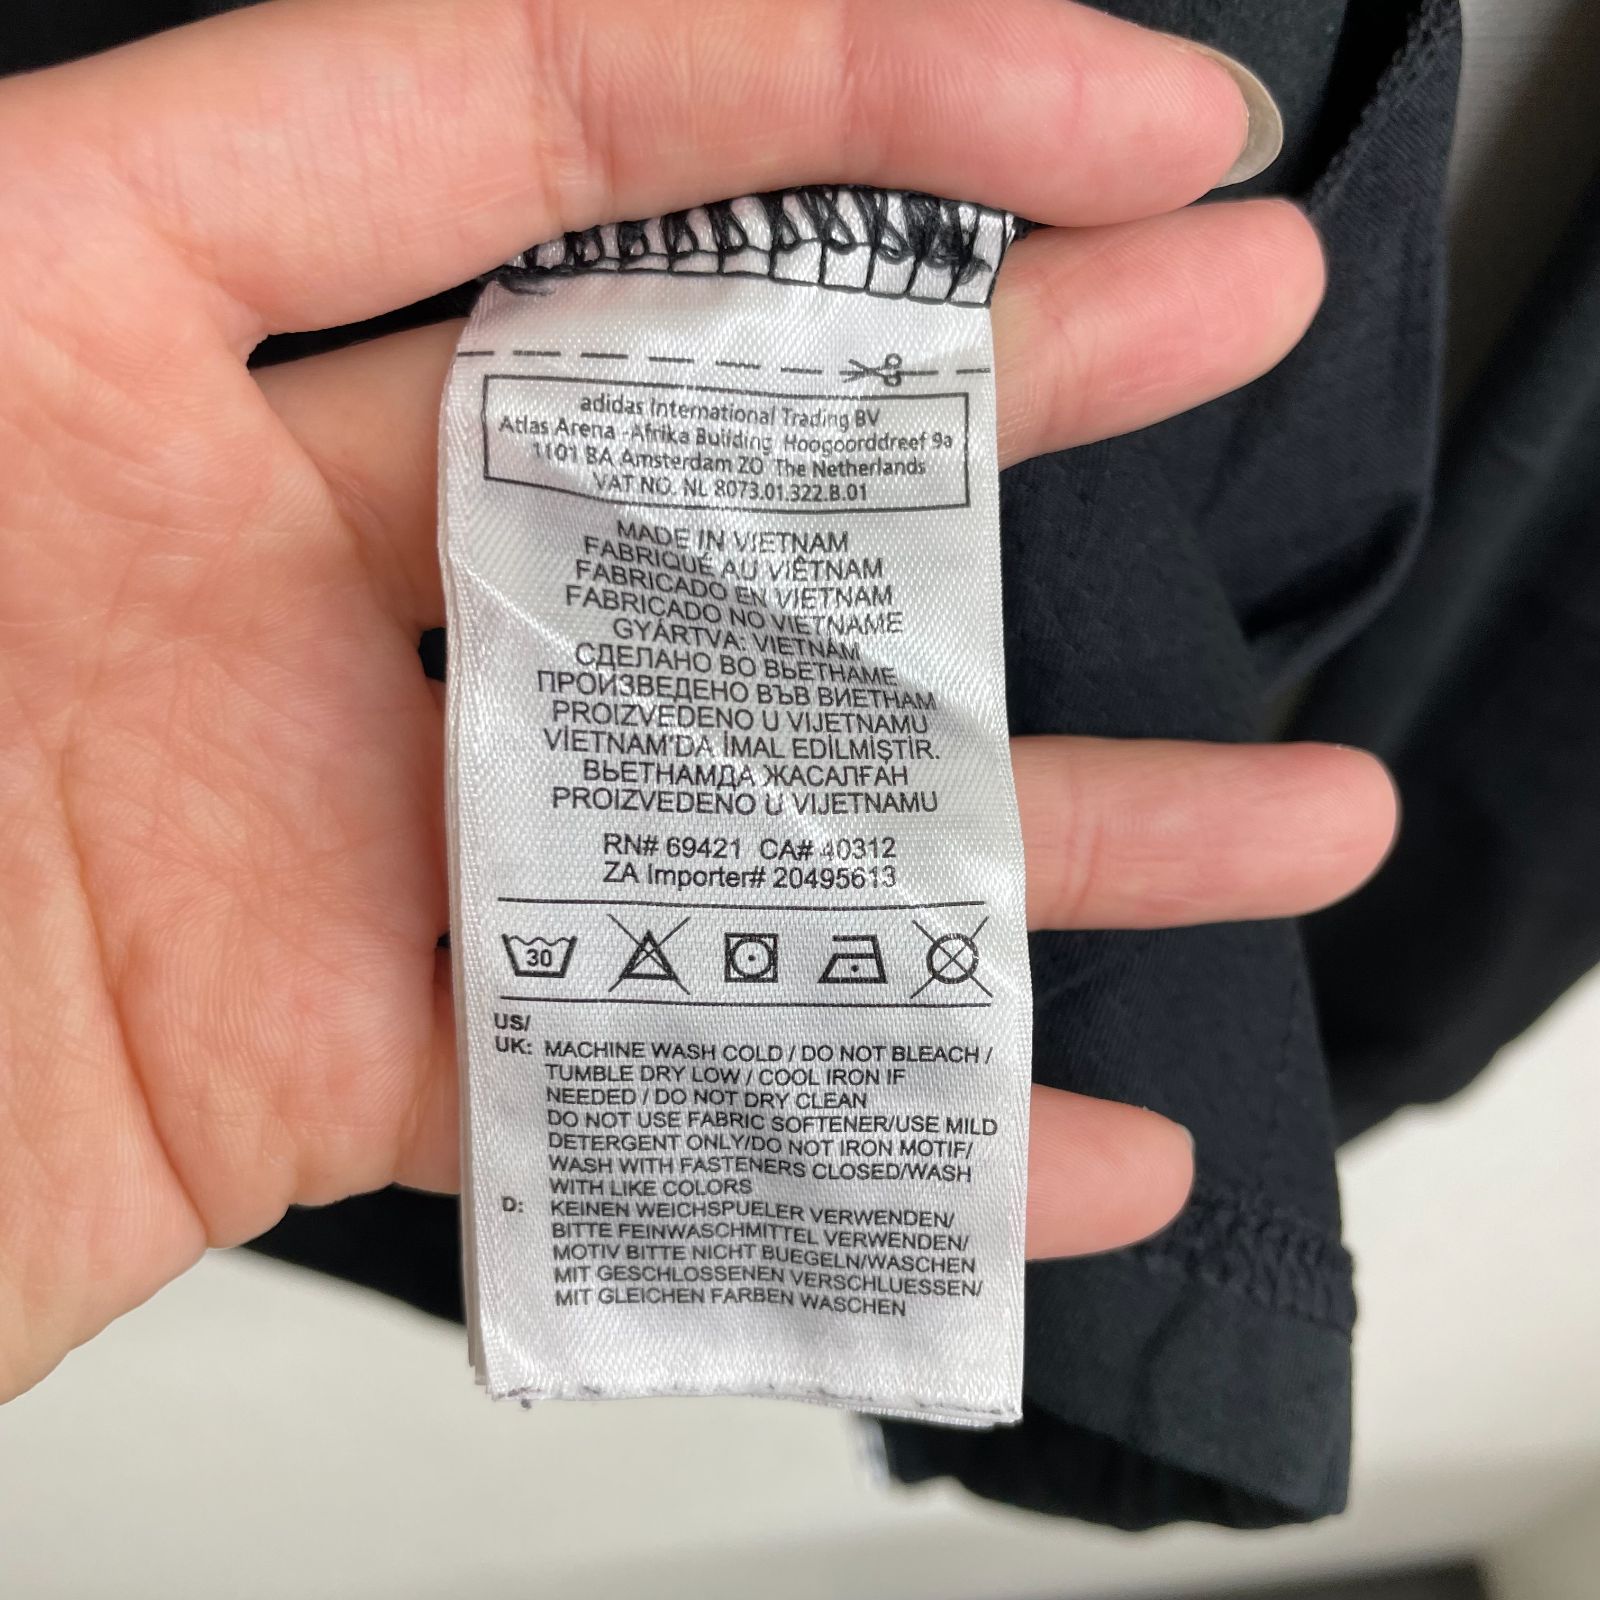 adidas International Trading BV
Atlas Arena -Afrika Building Hoogoorddreef 9a
1101 BA Amsterdam ZO The Netherlands
VAT NO. NL 8073.01.322.B.01
MADE IN VIETNAM
FABRIQUÉ AU VIÊTNAM
FABRICADO EN VIETNAM
FABRICADO NO VIETNAME
GYÁRTVA: VIETNÁM
СДЕЛАНО ВО ВЬЕТНАМЕ
ПРОИЗВЕДЕНО ВЪВ ВИЕТНАМ
PROIZVEDENO U VIJETNAMU
VİETNAM'DA İMAL EDİLMİŞTİR.
ВЬЕТНАМДА ЖАСАЛҒАН
PROIZVEDENO U VIJETNAMU
RN# 69421 CA# 40312
ZA Importer# 20495613
30
US/
UK: MACHINE WASH COLD / DO NOT BLEACH /
TUMBLE DRY LOW / COOL IRON IF
NEEDED / DO NOT DRY CLEAN
DO NOT USE FABRIC SOFTENER/USE MILD
DETERGENT ONLY/DO NOT IRON MOTIF/
WASH WITH FASTENERS CLOSED/WASH
WITH LIKE COLORS
D: KEINEN WEICHSPUELER VERWENDEN/
BITTE FEINWASCHMITTEL VERWENDEN/
MOTIV BITTE NICHT BUEGELN/WASCHEN
MIT GESCHLOSSENEN VERSCHLUESSEN/
MIT GLEICHEN FARBEN WASCHEN